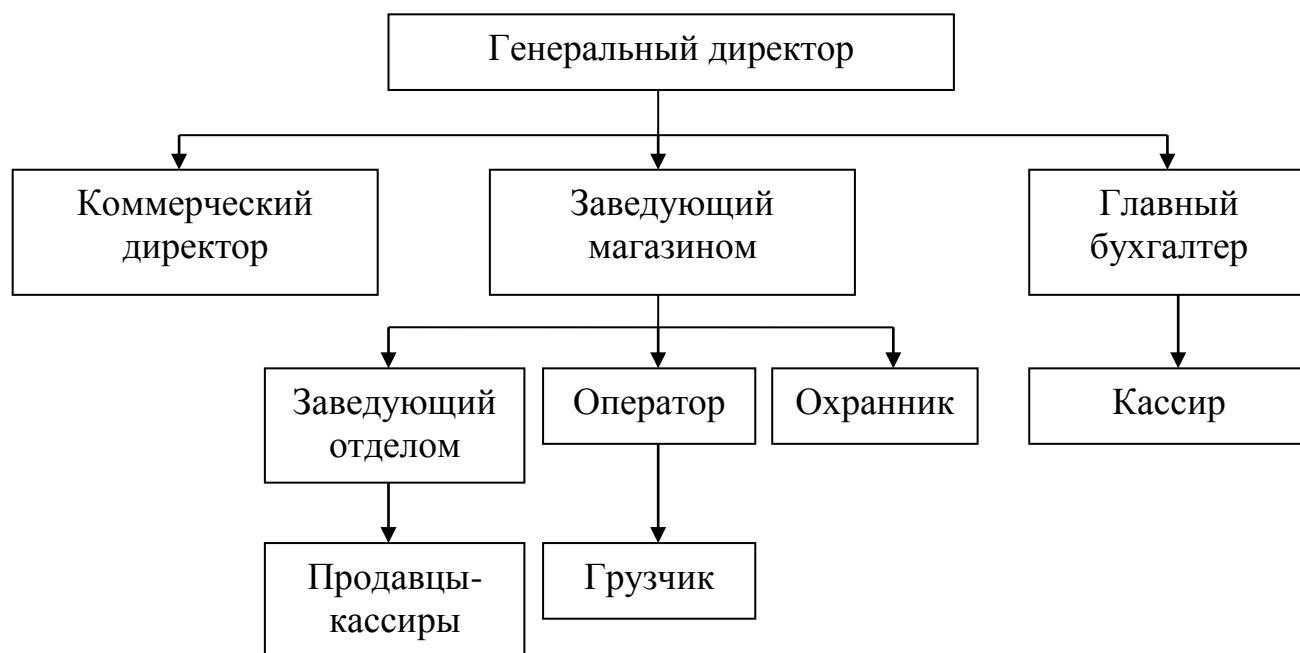 Генеральный директор
Коммерческий
директор
Заведующий
магазином
Главный
бухгалтер
Заведующий
отделом
Оператор
Охранник
Кассир
Продавцы-
кассиры
Грузчик